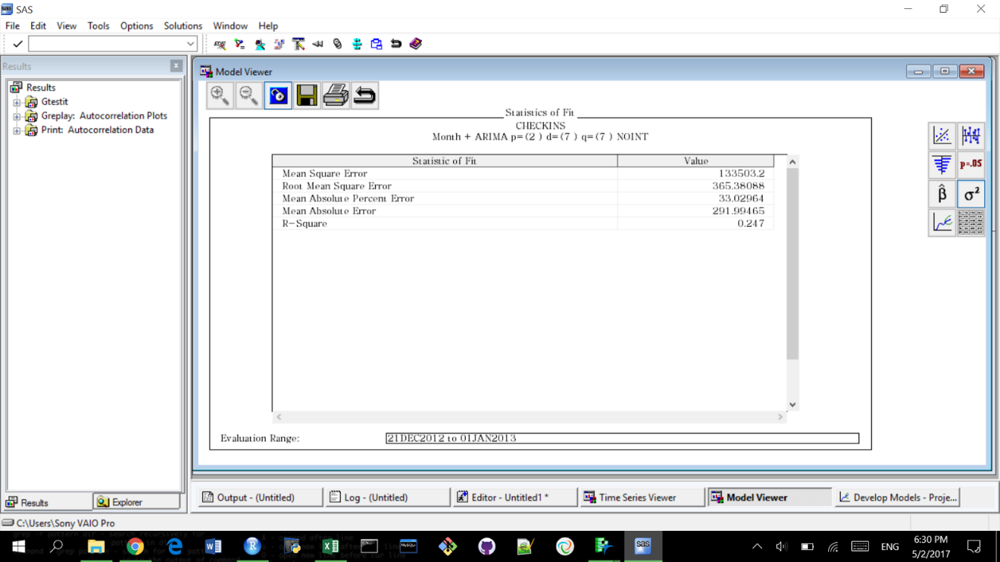 SAS
File Edit View Tools Options Solutions Window Help
Results
Results
Gtestit
Greplay: Autocorrelation Plots
Print: Autocorrelation Data
Model Viewer
Statistics of Fit
CHECKINS
Month + ARIMA p=(2 ) d=(7 ) q=(7 ) NOINT
Statistic of Fit Value
Mean Square Error 133503.2
Root Mean Square Error 365.38088
Mean Absolute Percent Error 33.02964
Mean Absolute Error 291.99465
R-Square 0.247
p=.05
β̂ σ²
Evaluation Range: 21DEC2012 to 01JAN2013
Results Explorer
Output - (Untitled) Log - (Untitled) Editor - Untitled1 * Time Series Viewer Model Viewer Develop Models - Proje...
C:\Users\Sony VAIO Pro
MySQL
sas
ENG
6:30 PM
5/2/2017